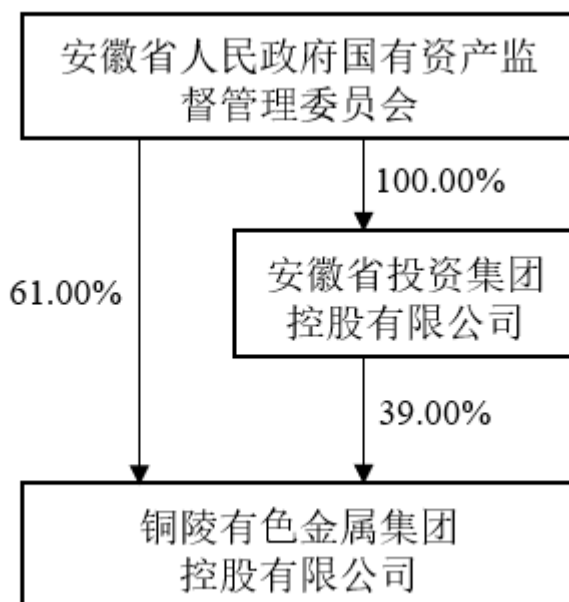 安徽省人民政府国有资产监
督管理委员会
100.00%
安徽省投资集团
控股有限公司
61.00%
39.00%
铜陵有色金属集团
控股有限公司